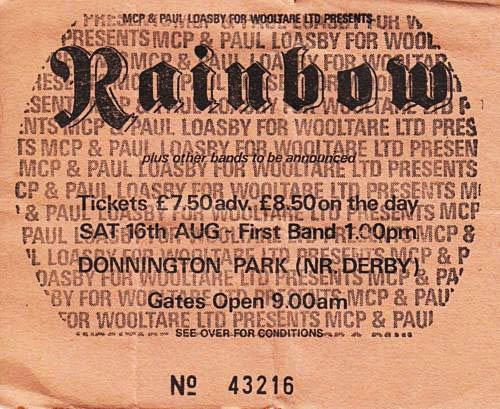 MCP & PAUL LOASBY FOR WOOLTARE LTD PRESENTS
Rainbow
plus other bands to be announced
Tickets £7.50 adv. £8.50 on the day
SAT 16th AUG - First Band 1.00pm
DONNINGTON PARK (NR. DERBY)
Gates Open 9.00am
SEE OVER FOR CONDITIONS
No 43216